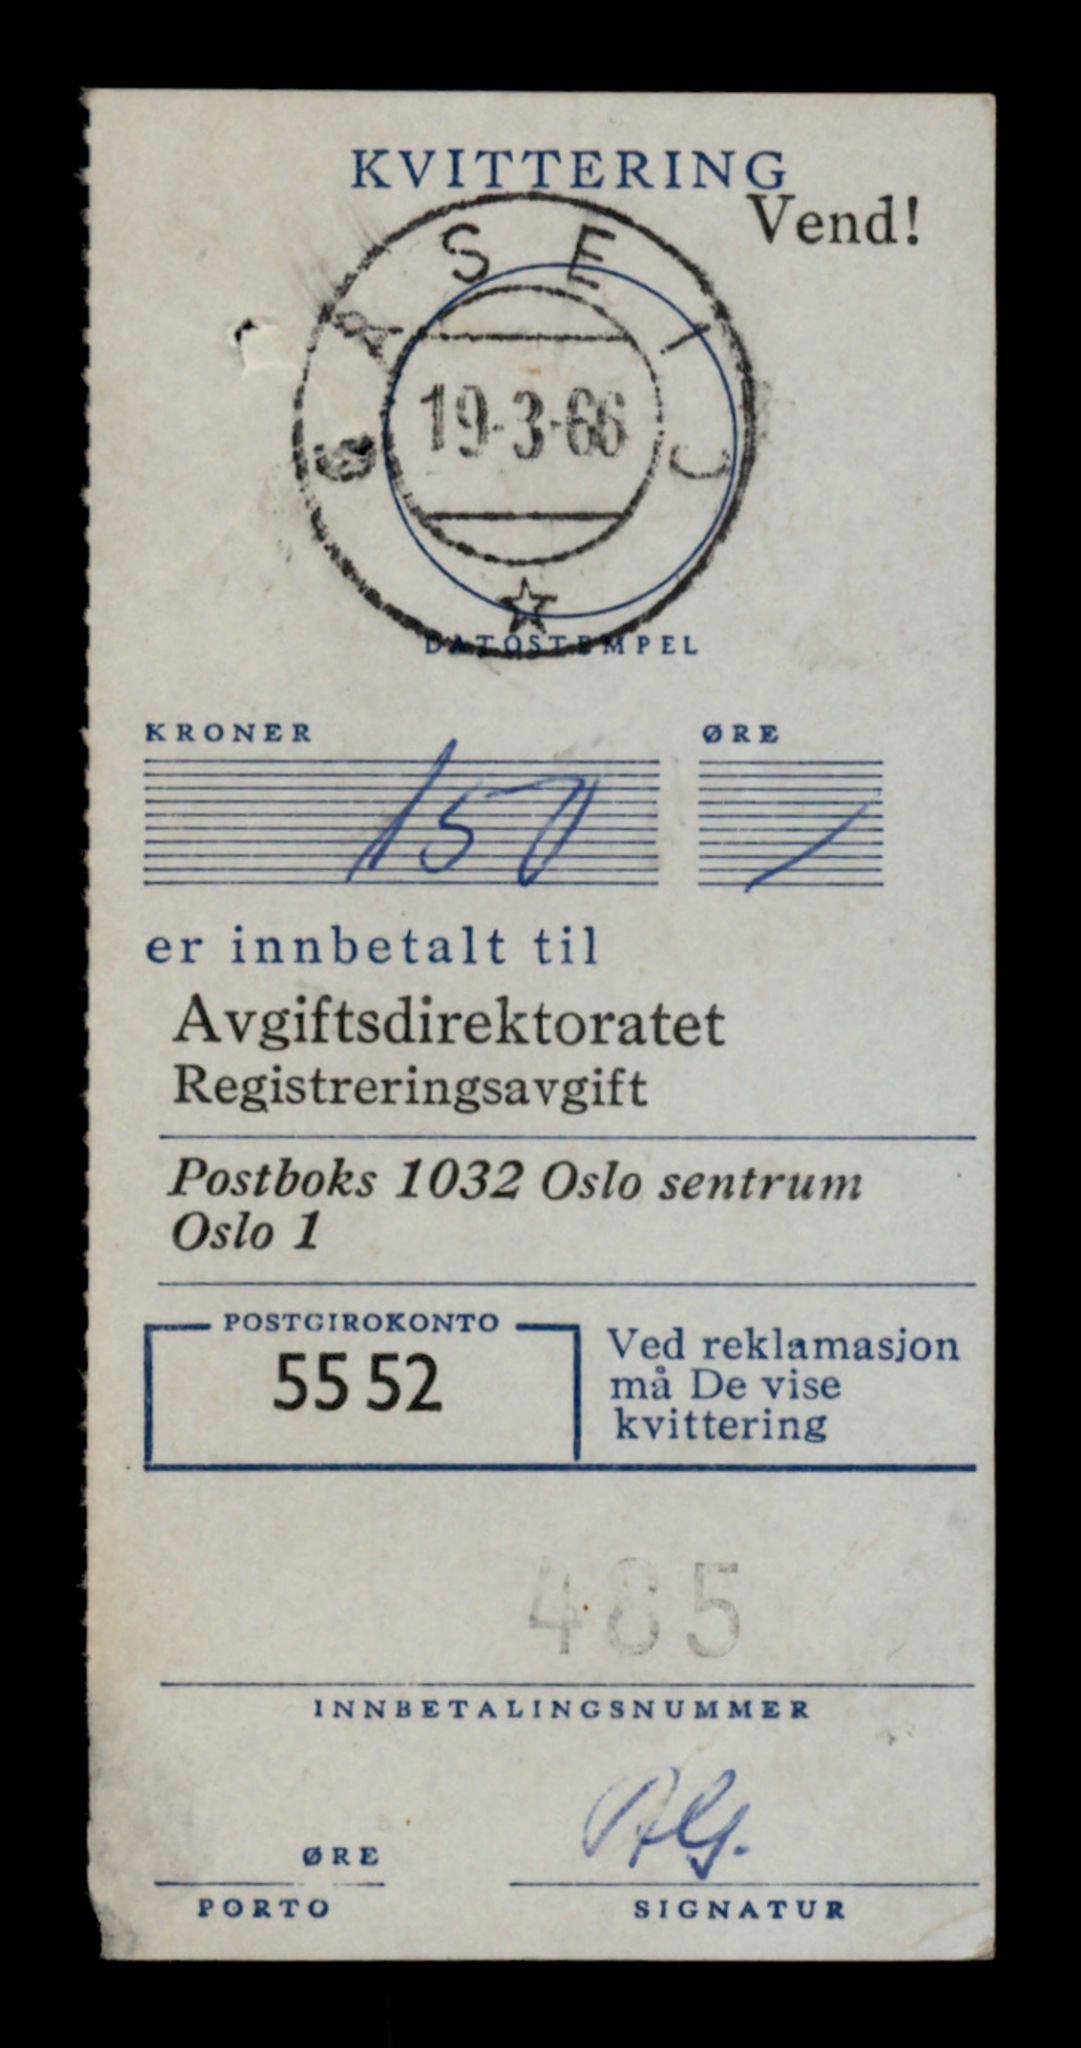 KVITTERING
Vend!
19-3-66
DATOSTEMPEL
KRONER ØRE
150 /
er innbetalt til
Avgiftsdirektoratet
Registreringsavgift
Postboks 1032 Oslo sentrum
Oslo 1
POSTGIROKONTO
55 52
Ved reklamasjon
må De vise
kvittering
485
INNBETALINGSNUMMER
ØRE
PORTO SIGNATUR